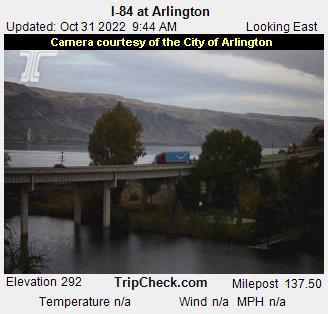 I-84 at Arlington
Updated: Oct 31 2022 9:44 AM Looking East
Camera courtesy of the City of Arlington
Elevation 292 TripCheck.com Milepost 137.50
Temperature n/a Wind n/a MPH n/a